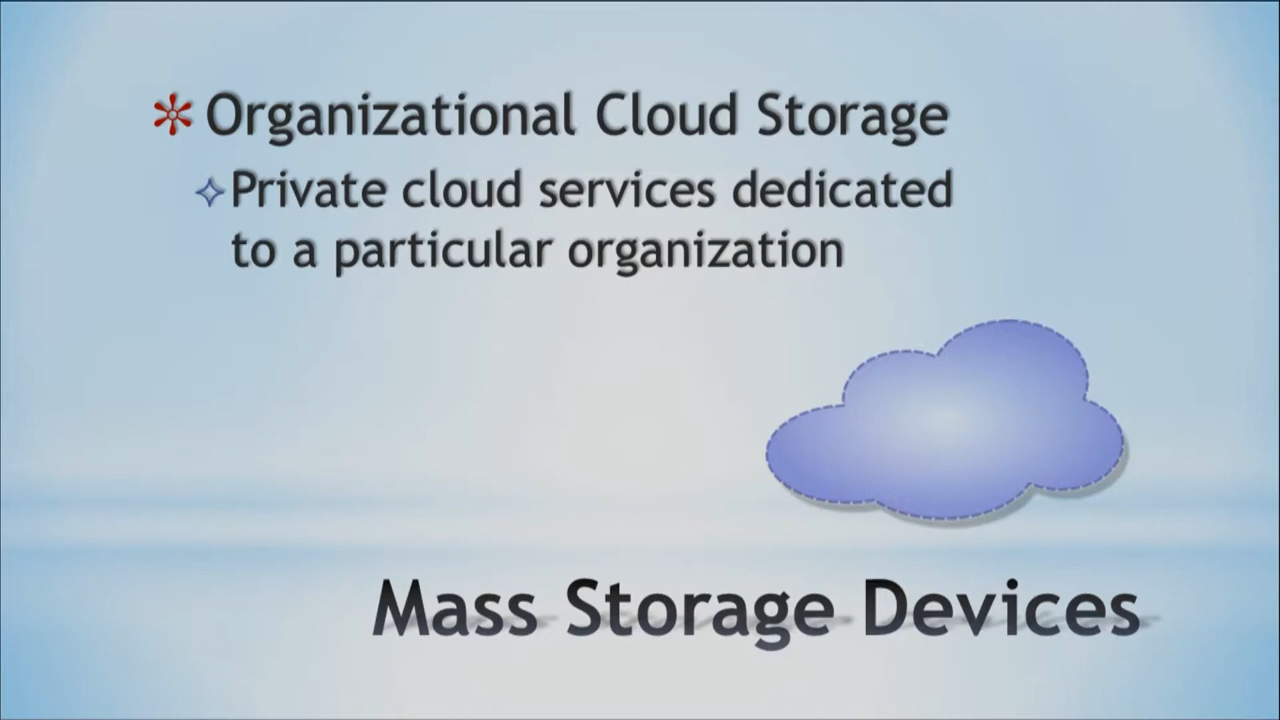 Organizational Cloud Storage
Private cloud services dedicated
to a particular organization
Mass Storage Devices